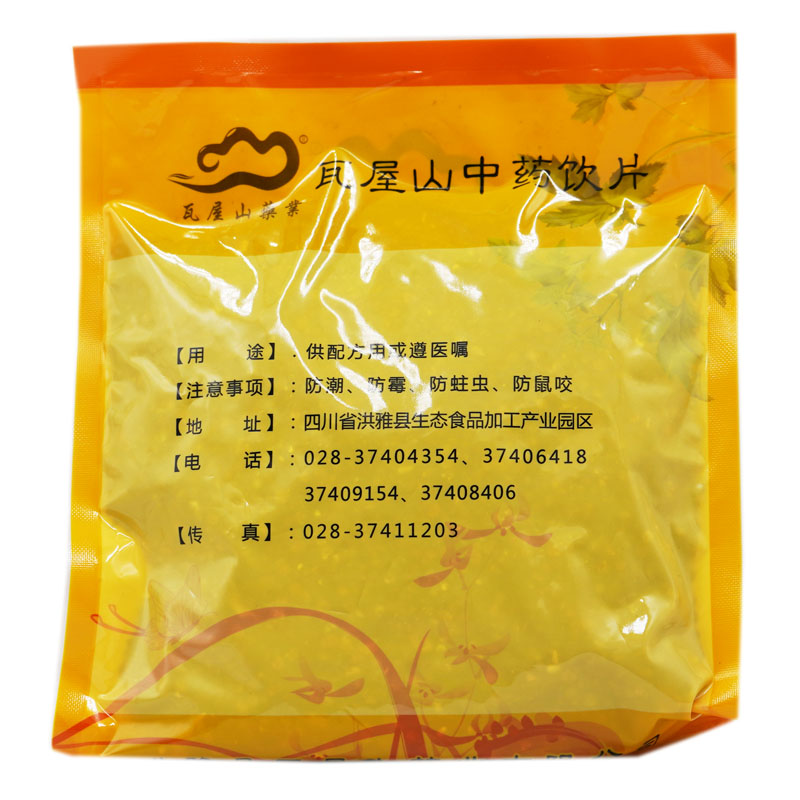 瓦屋山中药饮片
®
瓦屋山藥業
【用 途】：供配方用或遵医嘱
【注意事项】：防潮、防霉、防蛀虫、防鼠咬
【地 址】：四川省洪雅县生态食品加工产业园区
【电 话】：028-37404354、37406418
37409154、37408406
【传 真】：028-37411203